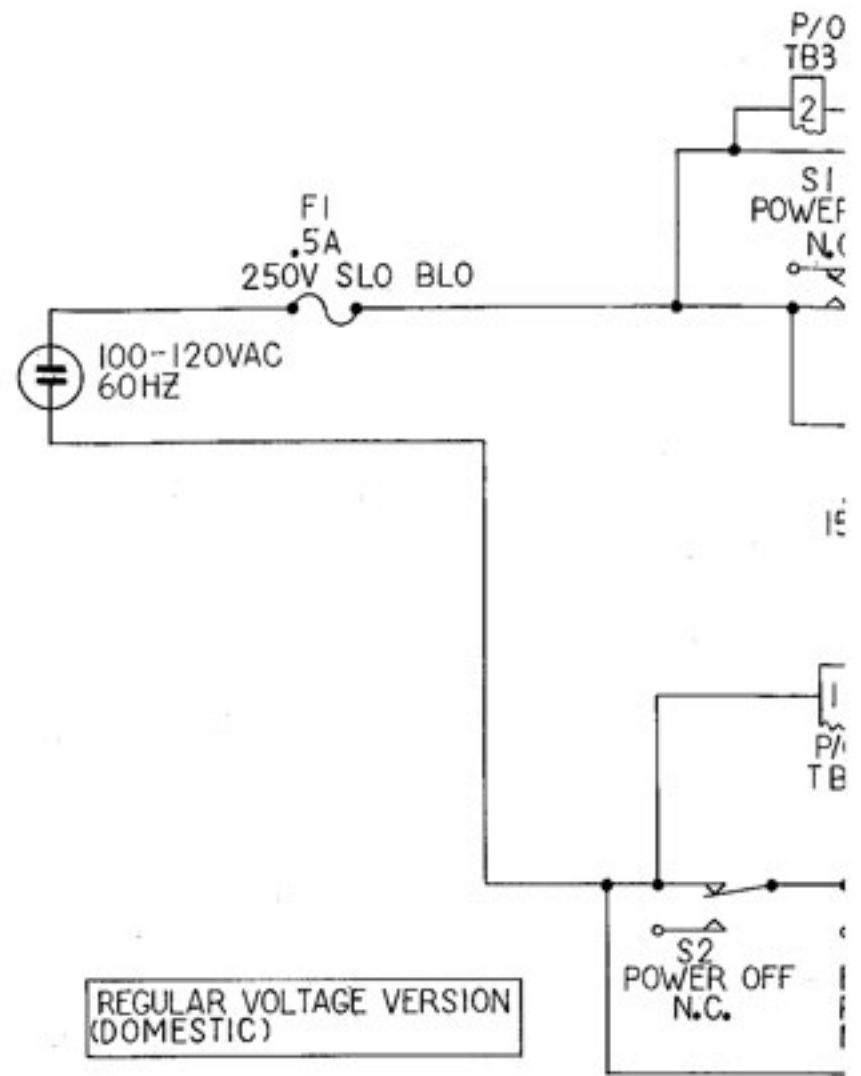 P/O
TB3
2
S1
F1
.5A
250V SLO BLO
100-120VAC
60HZ
1
S2
POWER OFF
N.C.
REGULAR VOLTAGE VERSION
(DOMESTIC)